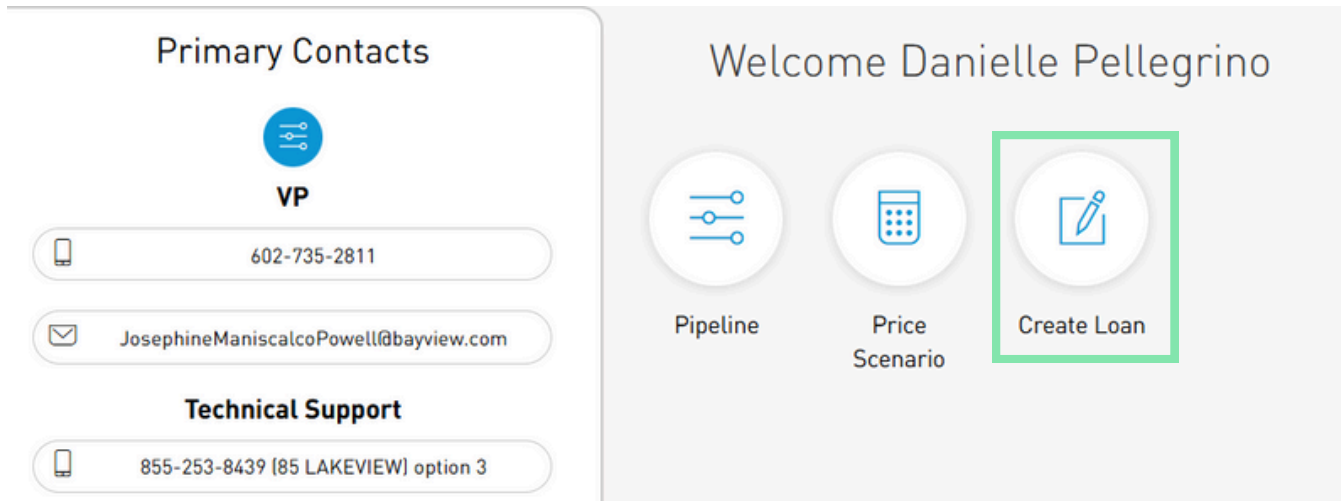 Primary Contacts
VP
602-735-2811
JosephineManiscalcoPowell@bayview.com
Technical Support
855-253-8439 (85 LAKEVIEW) option 3
Welcome Danielle Pellegrino
Pipeline
Price
Scenario
Create Loan